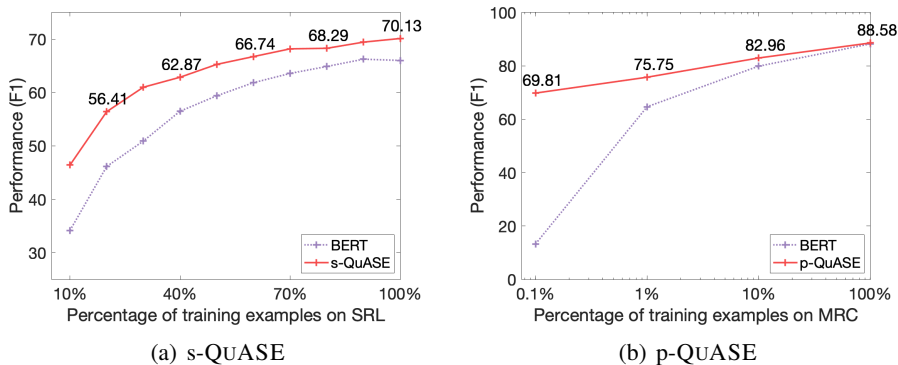 70
60
50
40
30
Performance (F1)
56.41
62.87
66.74
68.29
70.13
BERT
s-QuASE
10%
40%
70%
100%
Percentage of training examples on SRL
(a) s-QUASE
100
80
60
40
20
0
Performance (F1)
69.81
75.75
82.96
88.58
BERT
p-QuASE
0.1%
1%
10%
100%
Percentage of training examples on MRC
(b) p-QUASE